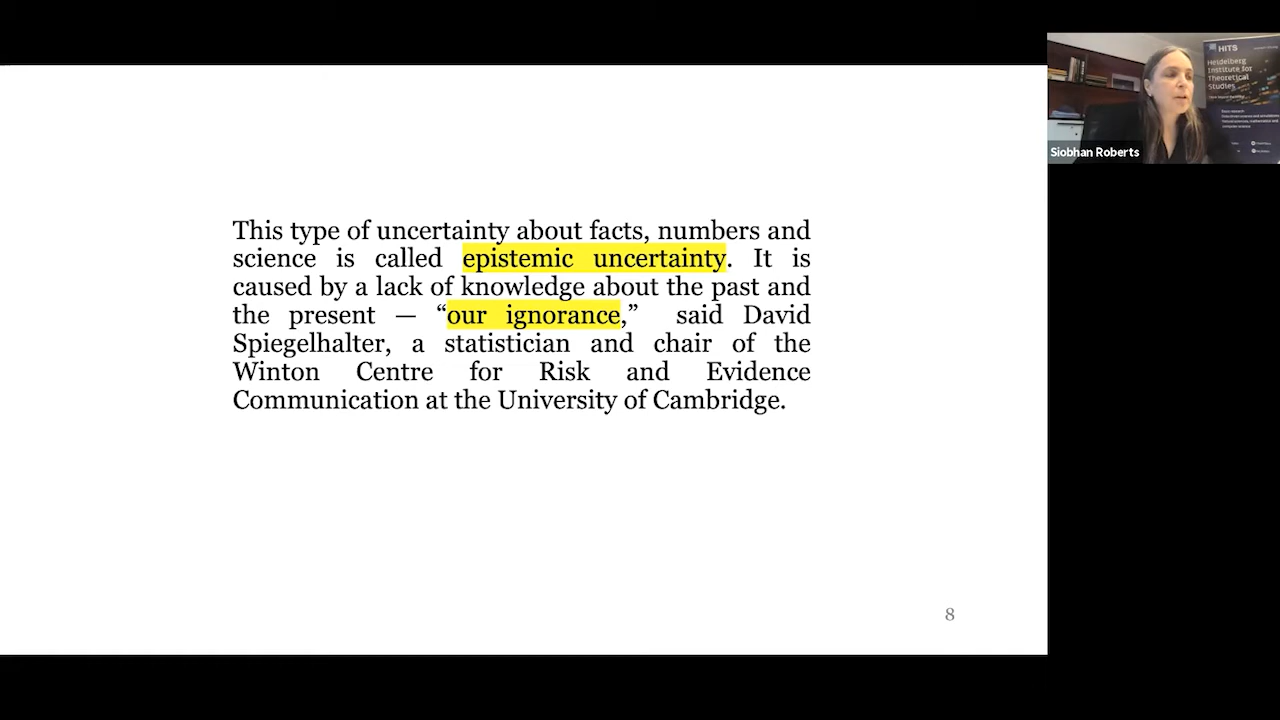 This type of uncertainty about facts, numbers and
science is called epistemic uncertainty. It is
caused by a lack of knowledge about the past and
the present — “our ignorance,” said David
Spiegelhalter, a statistician and chair of the
Winton Centre for Risk and Evidence
Communication at the University of Cambridge.
8
HITS
Heidelberg
Institute for
Theoretical
Studies
Siobhan Roberts